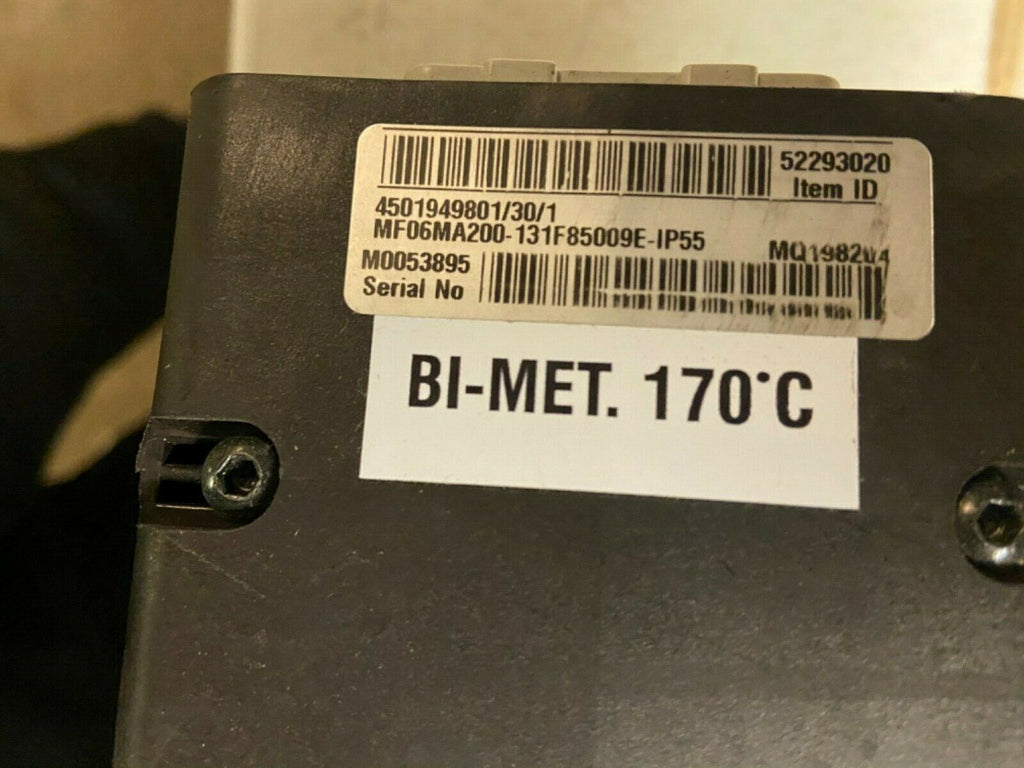 52293020
Item ID
4501949801/30/1
MF06MA200-131F85009E-IP55
M0053895
Serial No
BI-MET. 170°C